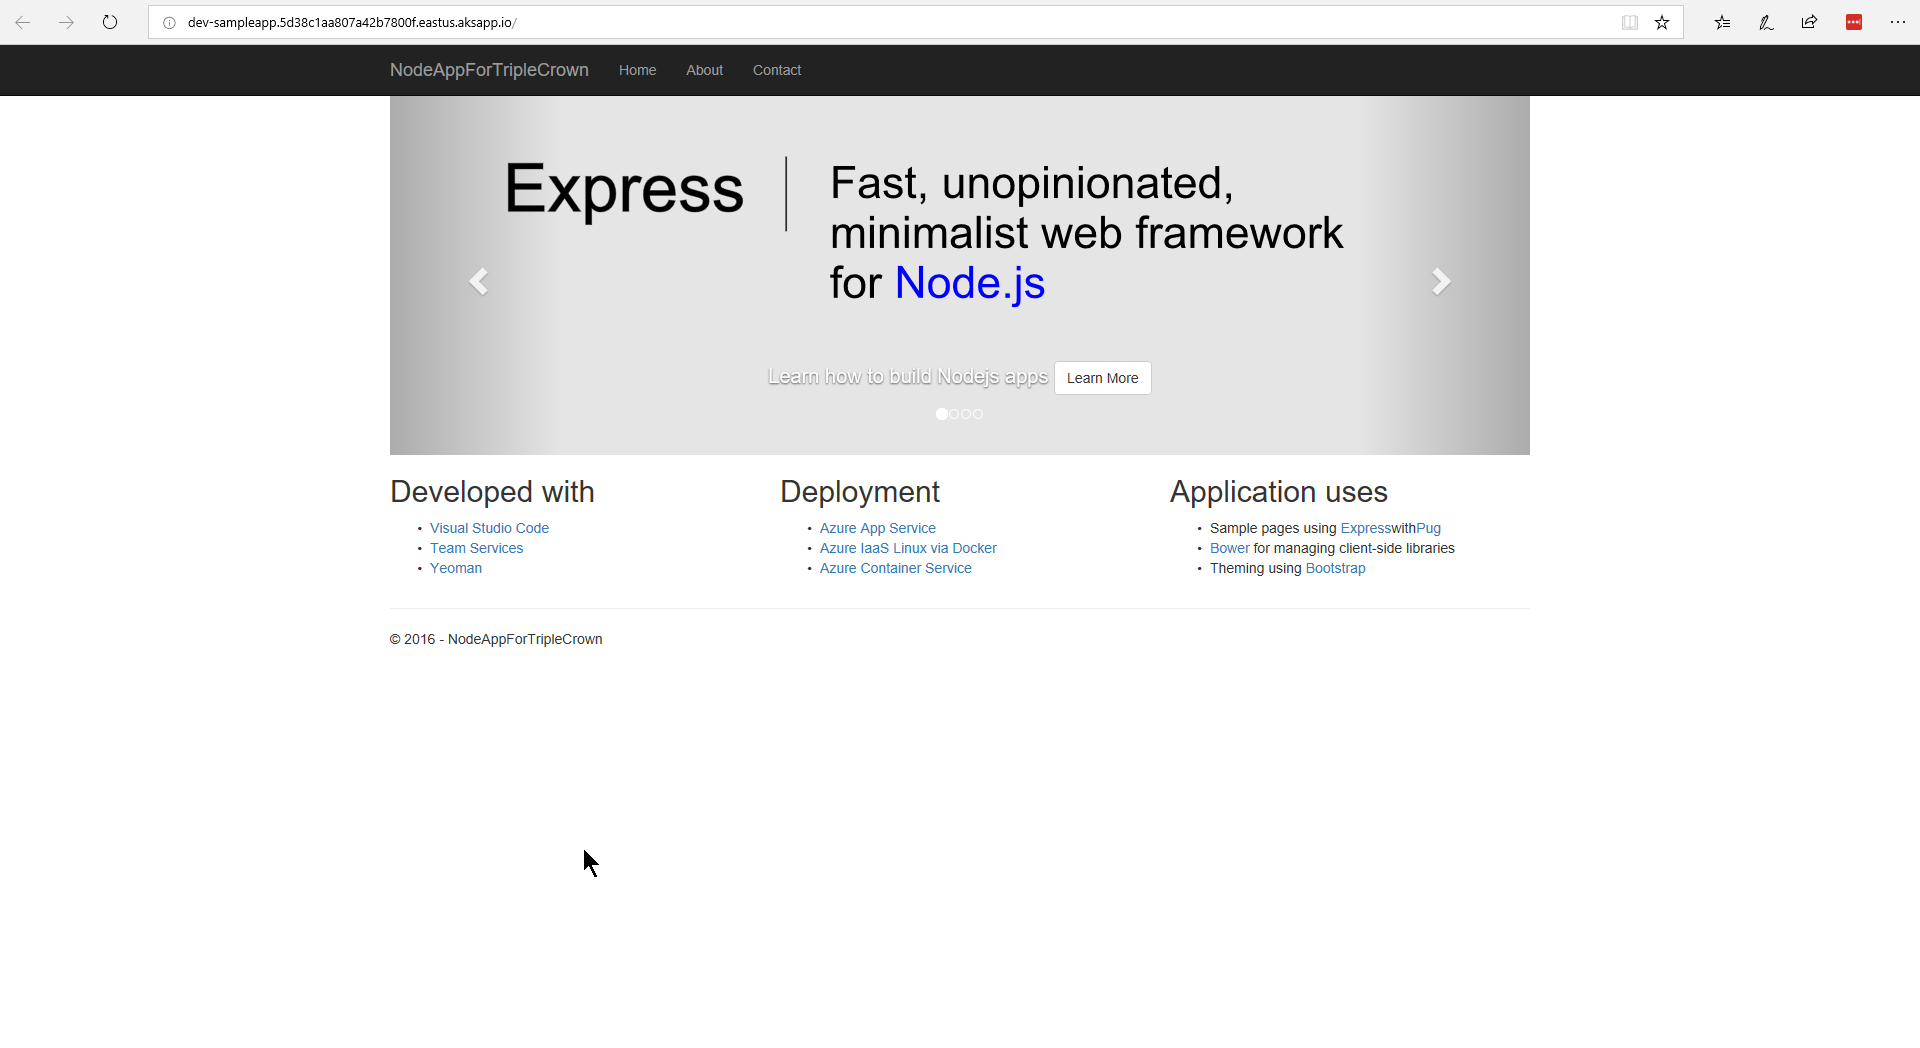 dev-sampleapp.5d38c1aa807a42b7800f.eastus.aksapp.io/
NodeAppForTripleCrown Home About Contact
Express
Fast, unopinionated,
minimalist web framework
for Node.js
Learn how to build Nodejs apps Learn More
Developed with
Visual Studio Code
Team Services
Yeoman
Deployment
Azure App Service
Azure IaaS Linux via Docker
Azure Container Service
Application uses
Sample pages using ExpresswithPug
Bower for managing client-side libraries
Theming using Bootstrap
© 2016 - NodeAppForTripleCrown